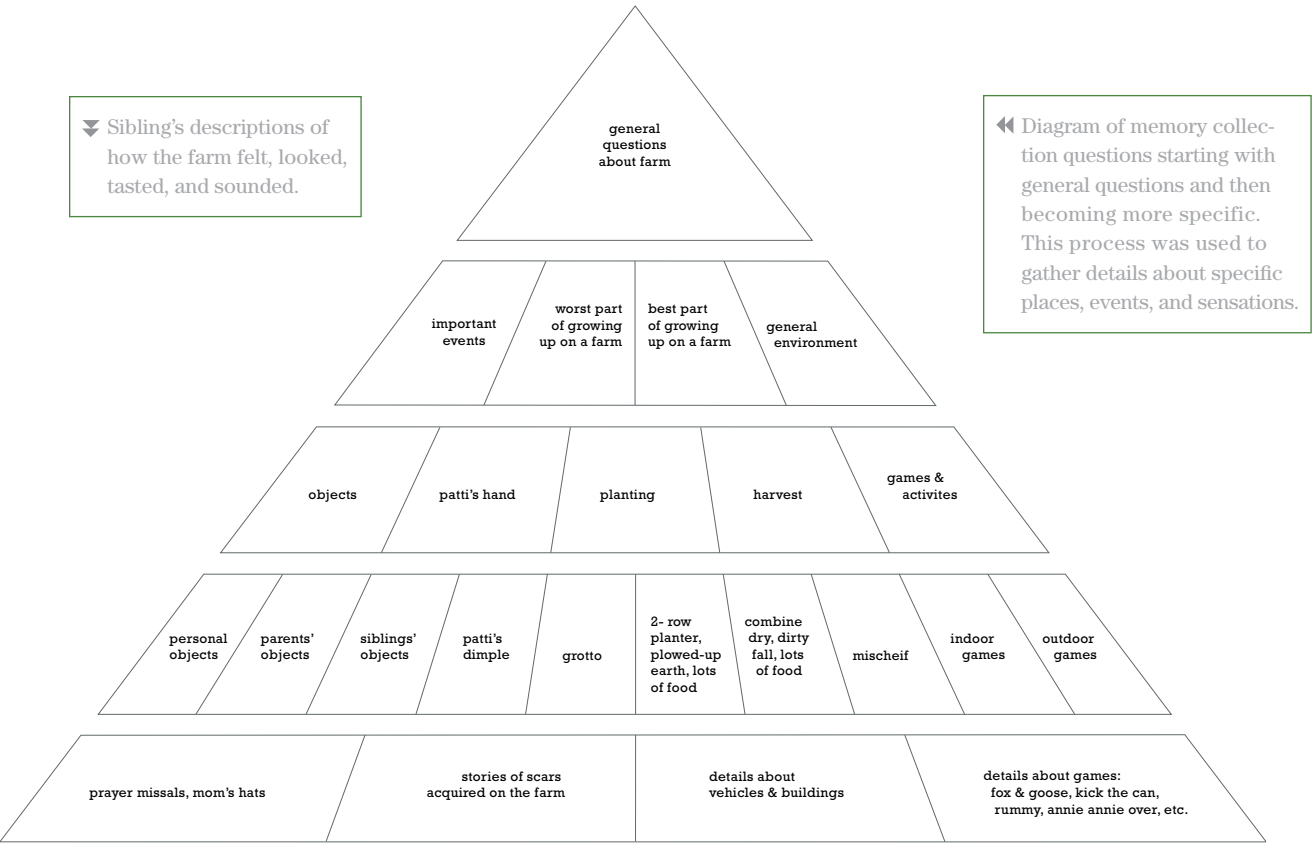 Sibling's descriptions of
how the farm felt, looked,
tasted, and sounded.
Diagram of memory collec-
tion questions starting with
general questions and then
becoming more specific.
This process was used to
gather details about specific
places, events, and sensations.
general
questions
about farm
important
events
worst part
of growing
up on a farm
best part
of growing
up on a farm
general
environment
objects
patti's hand
planting
harvest
games &
activites
personal
objects
parents'
objects
siblings'
objects
patti's
dimple
grotto
2- row
planter,
plowed-up
earth, lots
of food
combine
dry, dirty
fall, lots
of food
mischeif
indoor
games
outdoor
games
prayer missals, mom's hats
stories of scars
acquired on the farm
details about
vehicles & buildings
details about games:
fox & goose, kick the can,
rummy, annie annie over, etc.